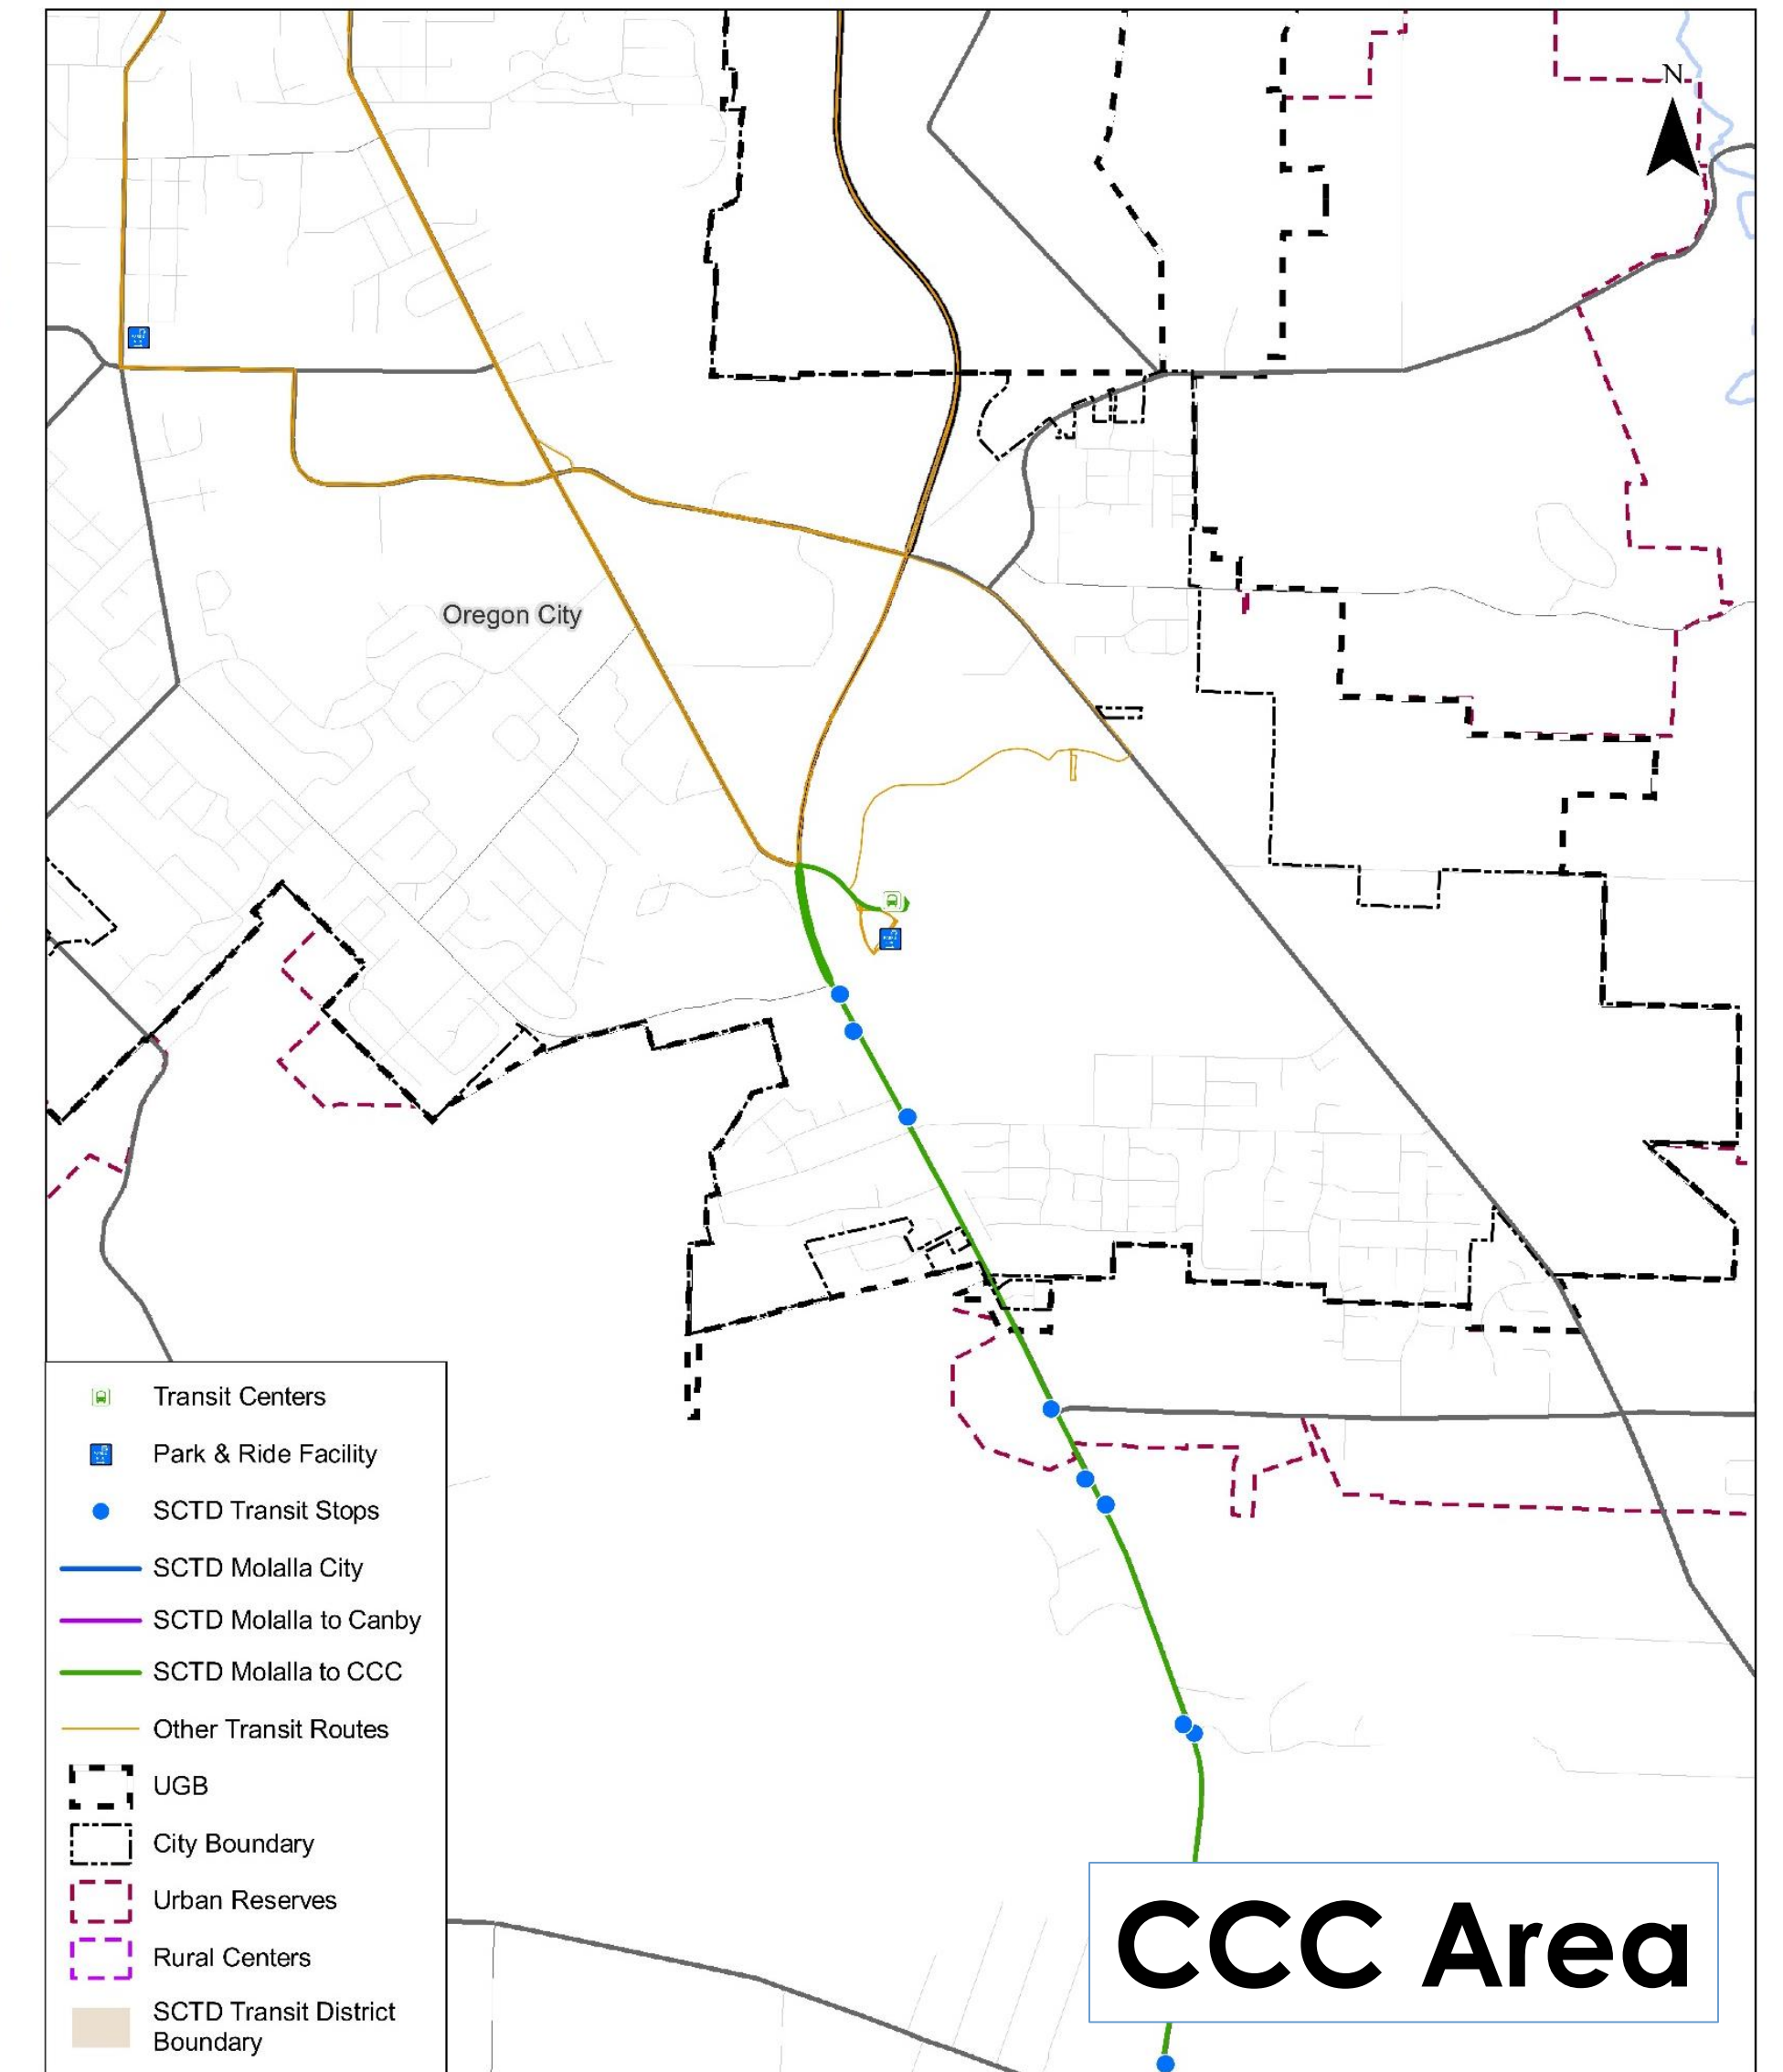 N
Oregon City
Transit Centers
Park & Ride Facility
SCTD Transit Stops
SCTD Molalla City
SCTD Molalla to Canby
SCTD Molalla to CCC
Other Transit Routes
UGB
City Boundary
Urban Reserves
Rural Centers
SCTD Transit District
Boundary
CCC Area